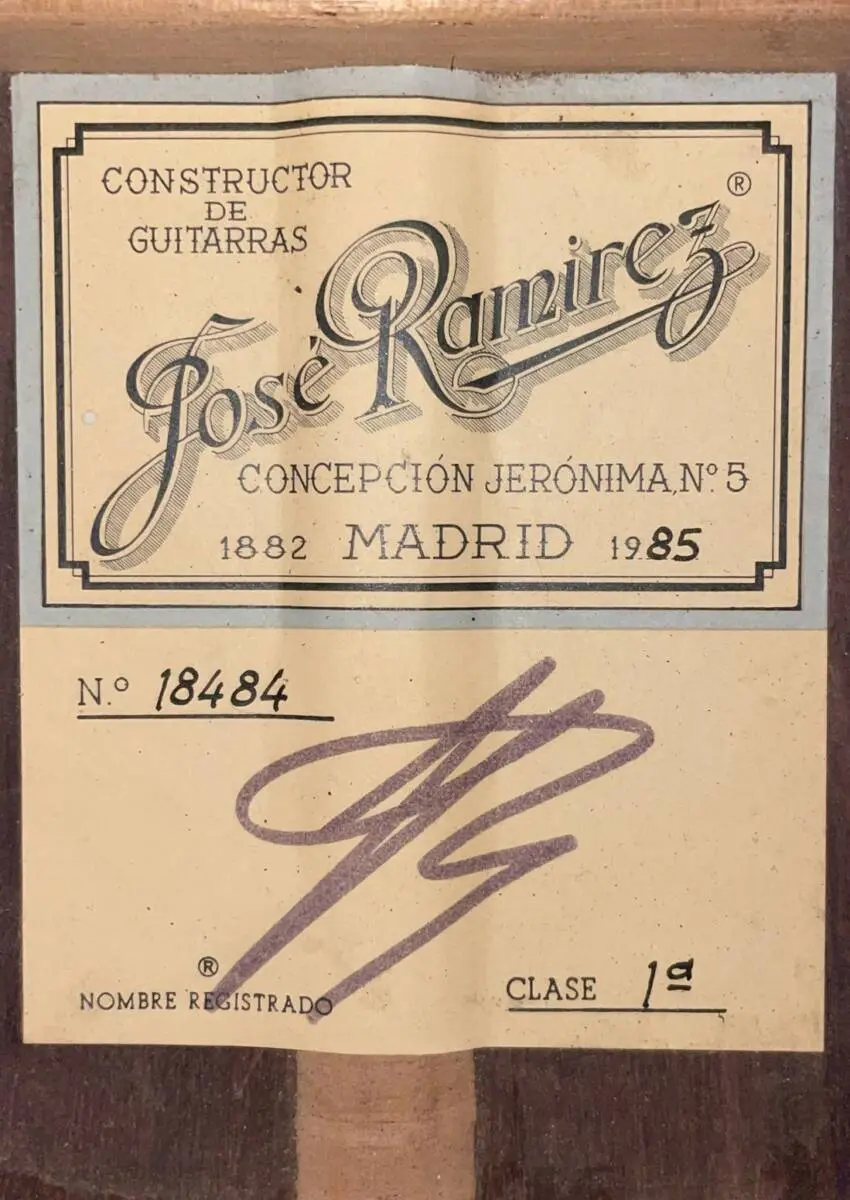 CONSTRUCTOR
DE
GUITARRAS
®
José Ramirez
CONCEPCIÓN JERÓNIMA, Nº 5
1882 MADRID 1985
N.º 18484
®
NOMBRE REGISTRADO
CLASE 1ª